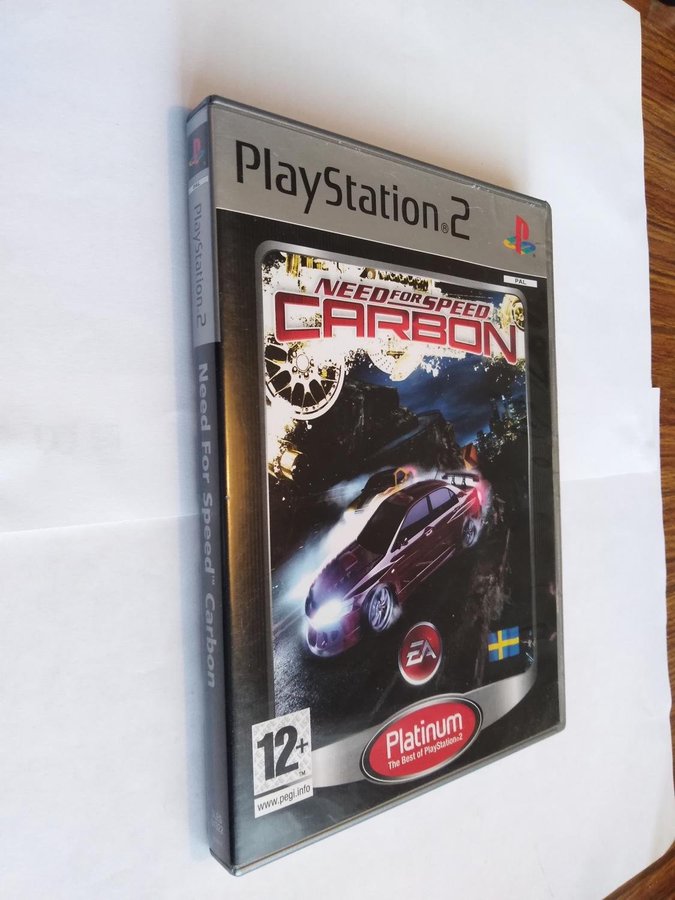 PlayStation®2
PAL
NEED FOR SPEED
CARBON
EA
Platinum
The Best of PlayStation®2
12+
™
www.pegi.info
PlayStation®2
Need For Speed™ Carbon